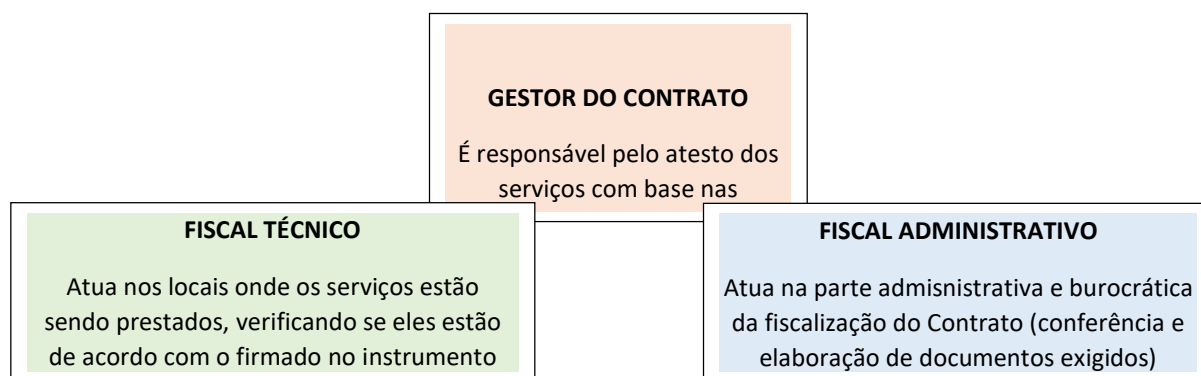 GESTOR DO CONTRATO
É responsável pelo atesto dos
serviços com base nas
FISCAL TÉCNICO
Atua nos locais onde os serviços estão
sendo prestados, verificando se eles estão
de acordo com o firmado no instrumento
FISCAL ADMINISTRATIVO
Atua na parte admisnistrativa e burocrática
da fiscalização do Contrato (conferência e
elaboração de documentos exigidos)